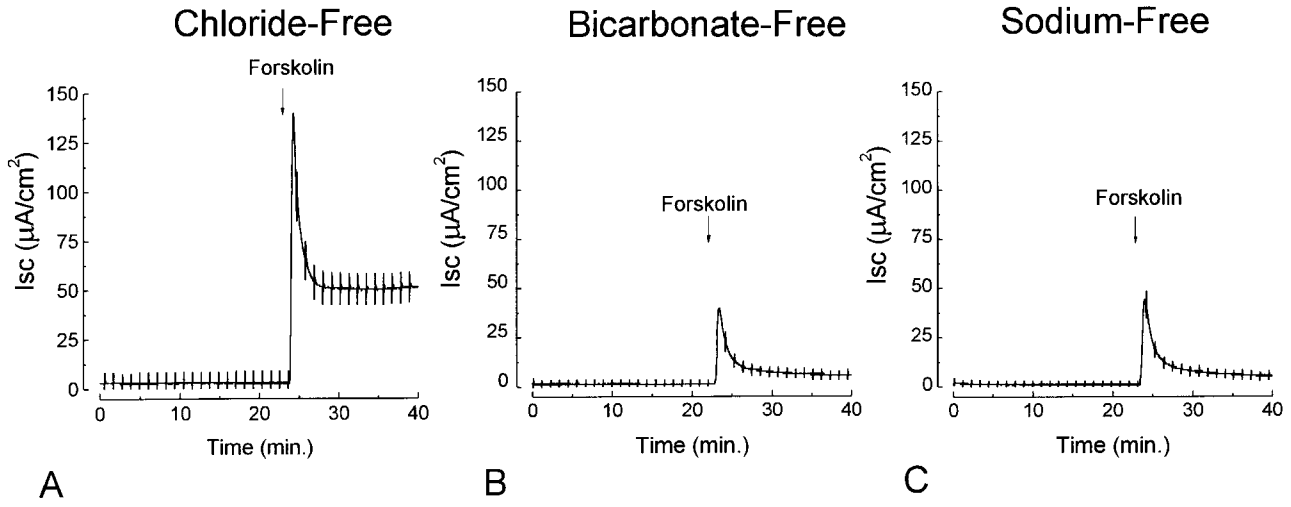 Chloride-Free
Bicarbonate-Free
Sodium-Free
Forskolin
150
125
100
75
50
25
0
Isc (µA/cm²)
0
10
20
30
40
Time (min.)
A
Forskolin
150
125
100
75
50
25
0
Isc (µA/cm²)
0
10
20
30
40
Time (min.)
B
Forskolin
150
125
100
75
50
25
0
Isc (µA/cm²)
0
10
20
30
40
Time (min.)
C